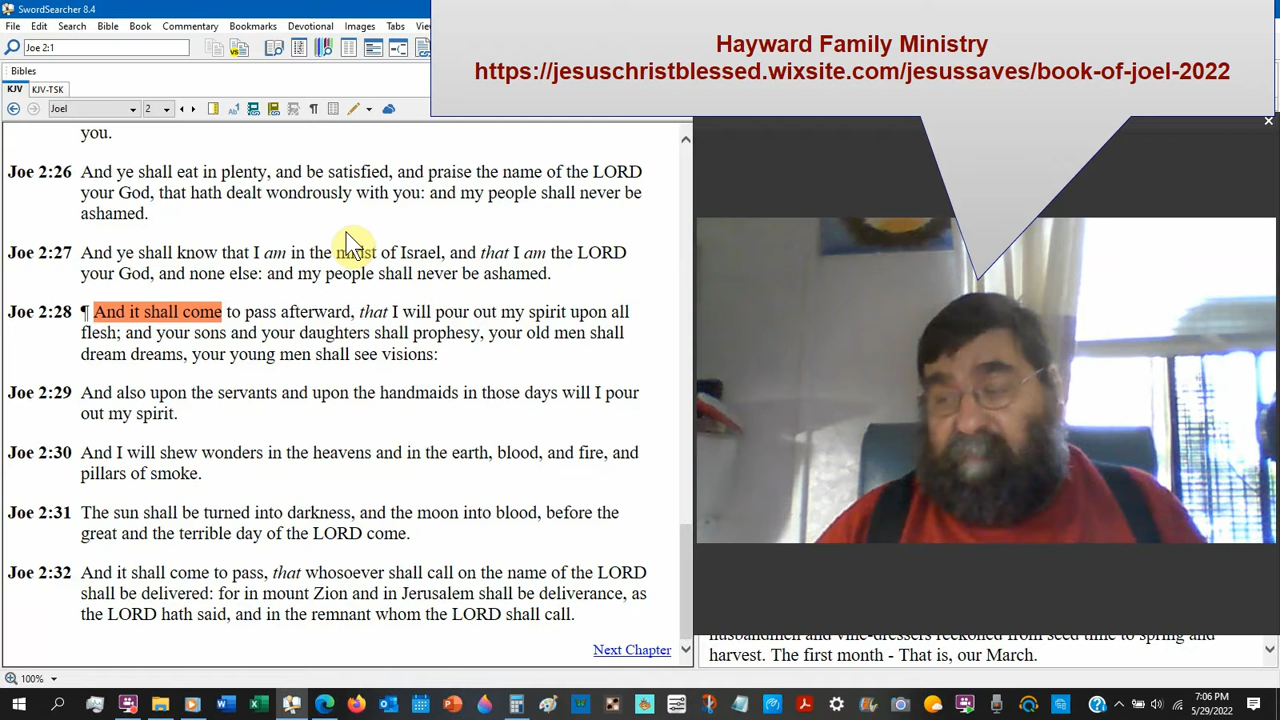 SwordSearcher 8.4
File Edit Search Bible Book Commentary Bookmarks Devotional Images Tabs
Joe 2:1
Bibles
KJV KJV-TSK
Joel 2
Hayward Family Ministry
https://jesuschristblessed.wixsite.com/jesussaves/book-of-joel-2022
you.
Joe 2:26 And ye shall eat in plenty, and be satisfied, and praise the name of the LORD
your God, that hath dealt wondrously with you: and my people shall never be
ashamed.
Joe 2:27 And ye shall know that I am in the midst of Israel, and that I am the LORD
your God, and none else: and my people shall never be ashamed.
Joe 2:28 ¶ And it shall come to pass afterward, that I will pour out my spirit upon all
flesh; and your sons and your daughters shall prophesy, your old men shall
dream dreams, your young men shall see visions:
Joe 2:29 And also upon the servants and upon the handmaids in those days will I pour
out my spirit.
Joe 2:30 And I will shew wonders in the heavens and in the earth, blood, and fire, and
pillars of smoke.
Joe 2:31 The sun shall be turned into darkness, and the moon into blood, before the
great and the terrible day of the LORD come.
Joe 2:32 And it shall come to pass, that whosoever shall call on the name of the LORD
shall be delivered: for in mount Zion and in Jerusalem shall be deliverance, as
the LORD hath said, and in the remnant whom the LORD shall call.
Next Chapter
husbandmen and vine-dressers reckoned from seed time to spring and
harvest. The first month - That is, our March.
100%
7:06 PM
5/29/2022